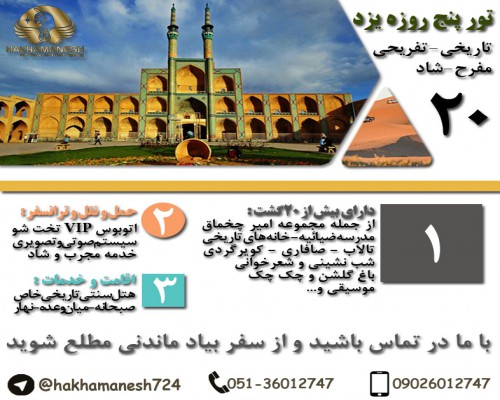 HAKHAMANESH
تور پنج روزه یزد
تاریخی - تفریحی
مفرح - شاد
۲۰
۱
دارای بیش از ۲۰ گشت :
از جمله مجموعه امیر چخماق
مدرسه ضیائیه - خانه‌های تاریخی
تالاب - صافاری - کویرگردی
شب نشینی و شعرخوانی
باغ گلشن و چک چک
موسیقی و...
۲
حمل و نقل و ترانسفر :
اتوبوس VIP تخت شو
سیستم صوتی و تصویری
خدمه مجرب و شاد
۳
اقامت و خدمات :
هتل سنتی تاریخی خاص
صبحانه - میان وعده - نهار
با ما در تماس باشید و از سفر بیاد ماندنی مطلع شوید
@hakhamanesh724
051-36012747
09026012747